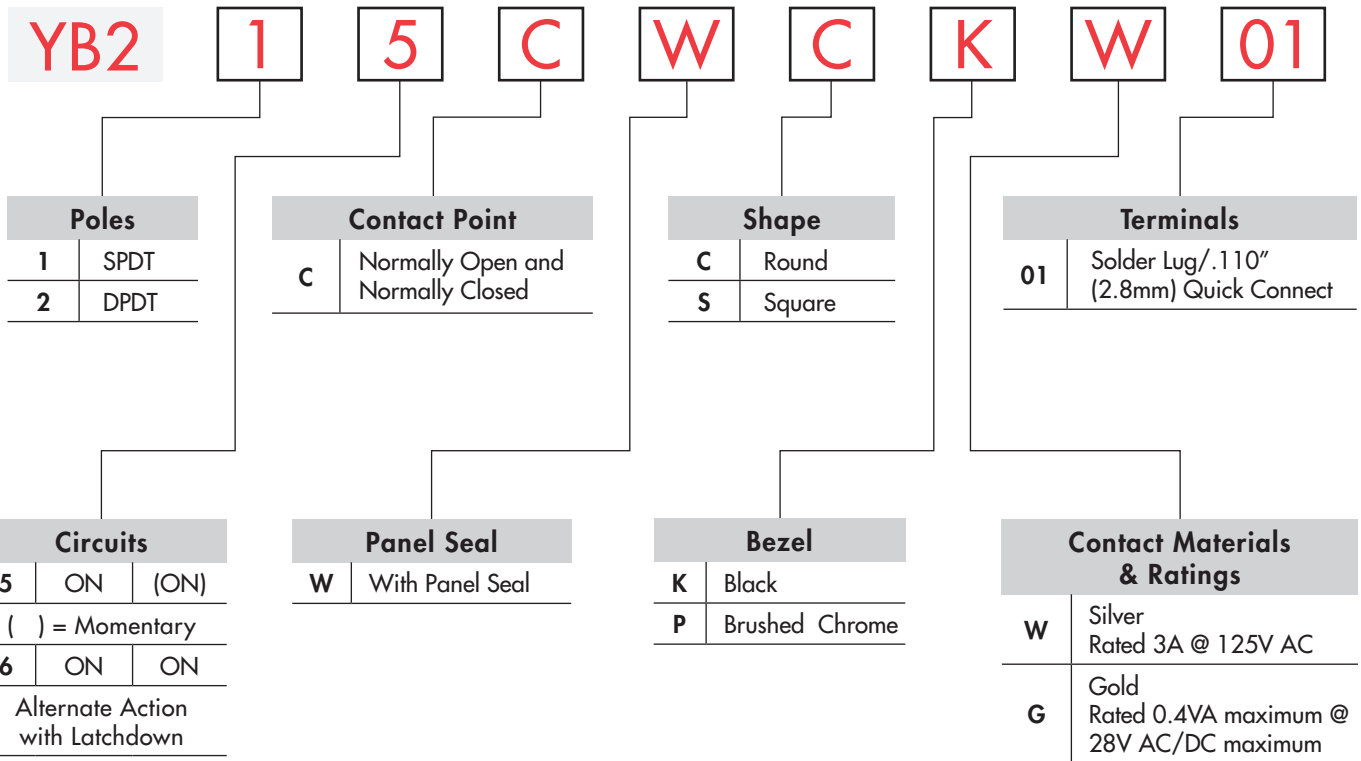 YB2 1 5 C W C K W 01
Poles
1 SPDT
2 DPDT
Contact Point
C Normally Open and
Normally Closed
Shape
C Round
S Square
Terminals
01 Solder Lug/.110"
(2.8mm) Quick Connect
Circuits
5 ON (ON)
( ) = Momentary
6 ON ON
Alternate Action
with Latchdown
Panel Seal
W With Panel Seal
Bezel
K Black
P Brushed Chrome
Contact Materials
& Ratings
W Silver
Rated 3A @ 125V AC
G Gold
Rated 0.4VA maximum @
28V AC/DC maximum